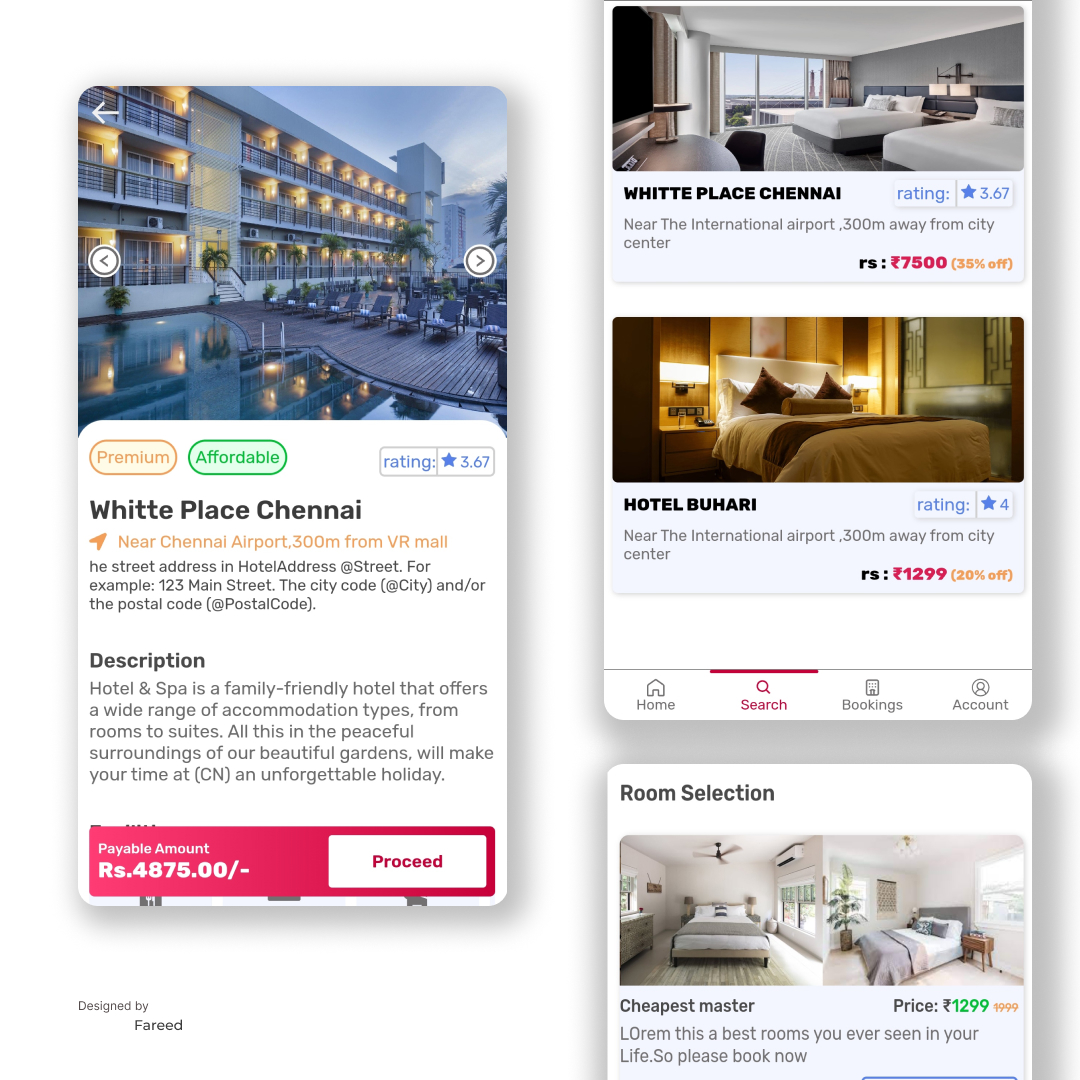 Premium
Affordable
rating: 3.67
Whitte Place Chennai
Near Chennai Airport,300m from VR mall
he street address in HotelAddress @Street. For
example: 123 Main Street. The city code (@City) and/or
the postal code (@PostalCode).
Description
Hotel & Spa is a family-friendly hotel that offers
a wide range of accommodation types, from
rooms to suites. All this in the peaceful
surroundings of our beautiful gardens, will make
your time at (CN) an unforgettable holiday.
Payable Amount
Rs.4875.00/-
Proceed
Designed by
Fareed
WHITTE PLACE CHENNAI
rating: 3.67
Near The International airport ,300m away from city
center
rs : ₹7500 (35% off)
HOTEL BUHARI
rating: 4
Near The International airport ,300m away from city
center
rs : ₹1299 (20% off)
Home
Search
Bookings
Account
Room Selection
Cheapest master
Price: ₹1299 1999
LOrem this a best rooms you ever seen in your
Life.So please book now